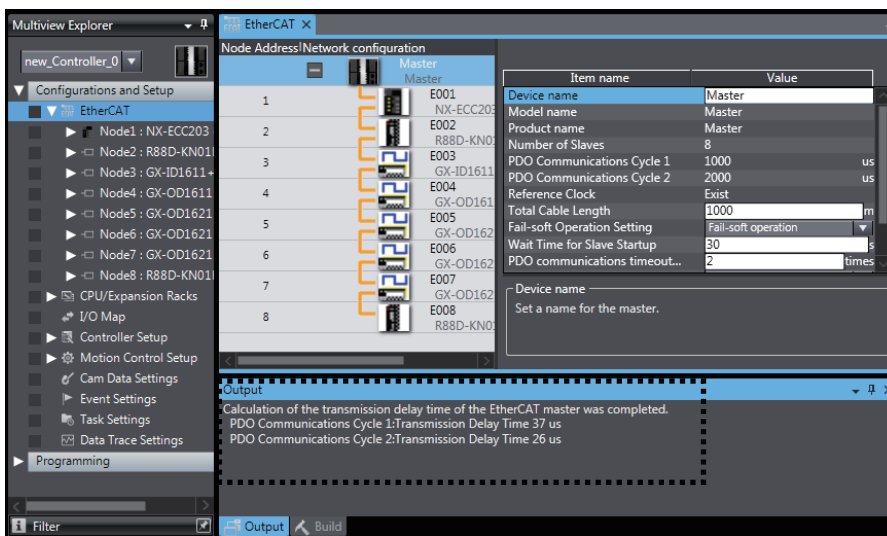 Multiview Explorer
new_Controller_0
Configurations and Setup
EtherCAT
Node1 : NX-ECC203
Node2 : R88D-KN01
Node3 : GX-ID1611+
Node4 : GX-OD1611
Node5 : GX-OD1621
Node6 : GX-OD1621
Node7 : GX-OD1621
Node8 : R88D-KN01
CPU/Expansion Racks
I/O Map
Controller Setup
Motion Control Setup
Cam Data Settings
Event Settings
Task Settings
Data Trace Settings
Programming
Filter
EtherCAT
Node Address Network configuration
Master
Master
1 E001
NX-ECC203
2 E002
R88D-KN0
3 E003
GX-ID1611
4 E004
GX-OD161
5 E005
GX-OD162
6 E006
GX-OD162
7 E007
GX-OD162
8 E008
R88D-KN0
Item name Value
Device name Master
Model name Master
Product name Master
Number of Slaves 8
PDO Communications Cycle 1 1000 us
PDO Communications Cycle 2 2000 us
Reference Clock Exist
Total Cable Length 1000 m
Fail-soft Operation Setting Fail-soft operation
Wait Time for Slave Startup 30 s
PDO communications timeout... 2 times
Device name
Set a name for the master.
Output
Calculation of the transmission delay time of the EtherCAT master was completed.
PDO Communications Cycle 1:Transmission Delay Time 37 us
PDO Communications Cycle 2:Transmission Delay Time 26 us
Output Build